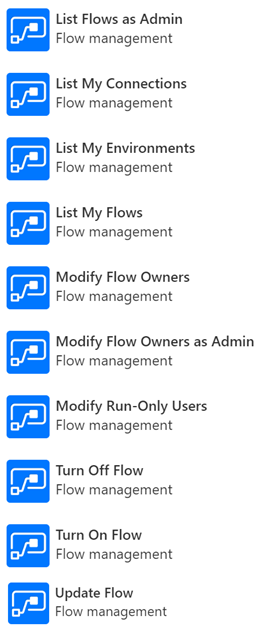 List Flows as Admin
Flow management
List My Connections
Flow management
List My Environments
Flow management
List My Flows
Flow management
Modify Flow Owners
Flow management
Modify Flow Owners as Admin
Flow management
Modify Run-Only Users
Flow management
Turn Off Flow
Flow management
Turn On Flow
Flow management
Update Flow
Flow management